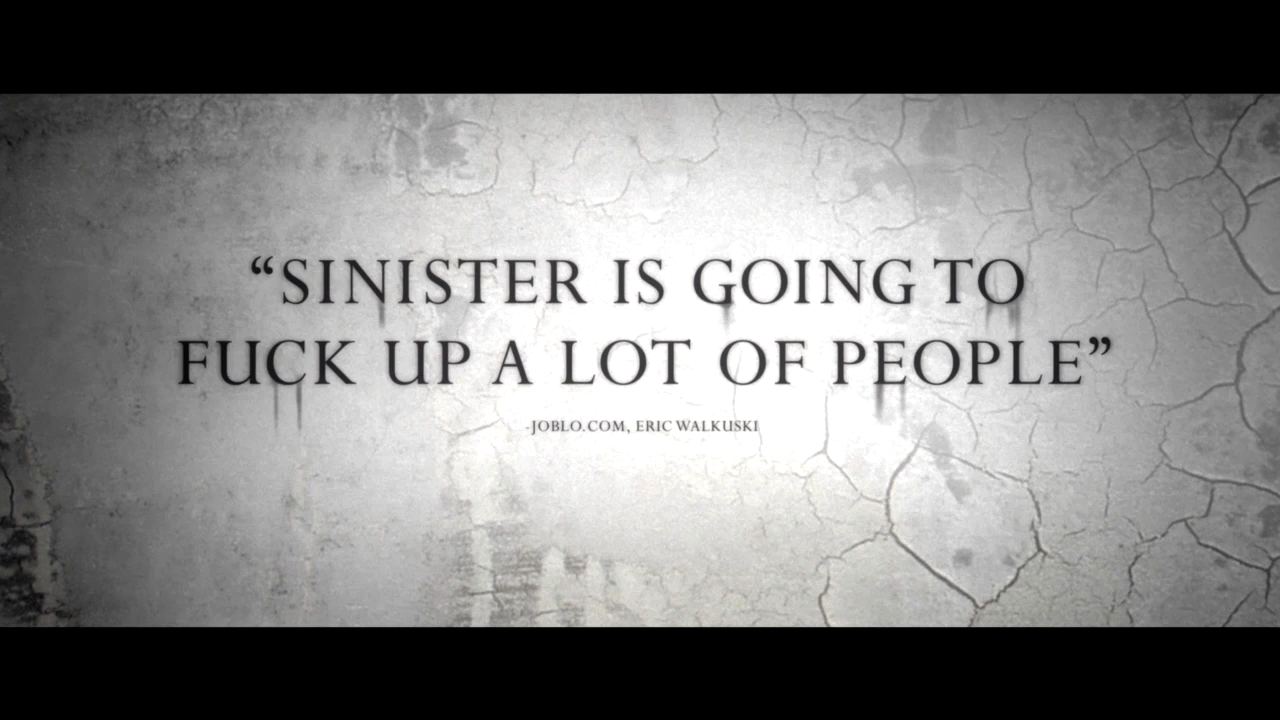 “SINISTER IS GOING TO
FUCK UP A LOT OF PEOPLE”
-JOBLO.COM, ERIC WALKUSKI